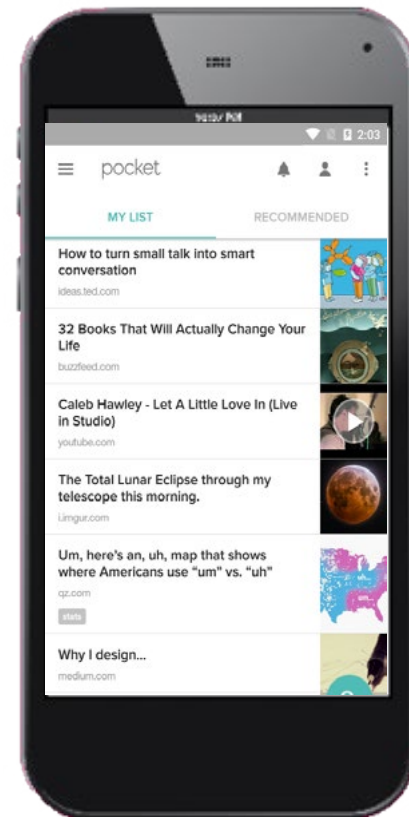 2:03
pocket
MY LIST
RECOMMENDED
How to turn small talk into smart
conversation
ideas.ted.com
32 Books That Will Actually Change Your
Life
buzzfeed.com
Caleb Hawley - Let A Little Love In (Live
in Studio)
youtube.com
The Total Lunar Eclipse through my
telescope this morning.
i.imgur.com
Um, here's an, uh, map that shows
where Americans use “um” vs. “uh”
qz.com
stats
Why I design...
medium.com